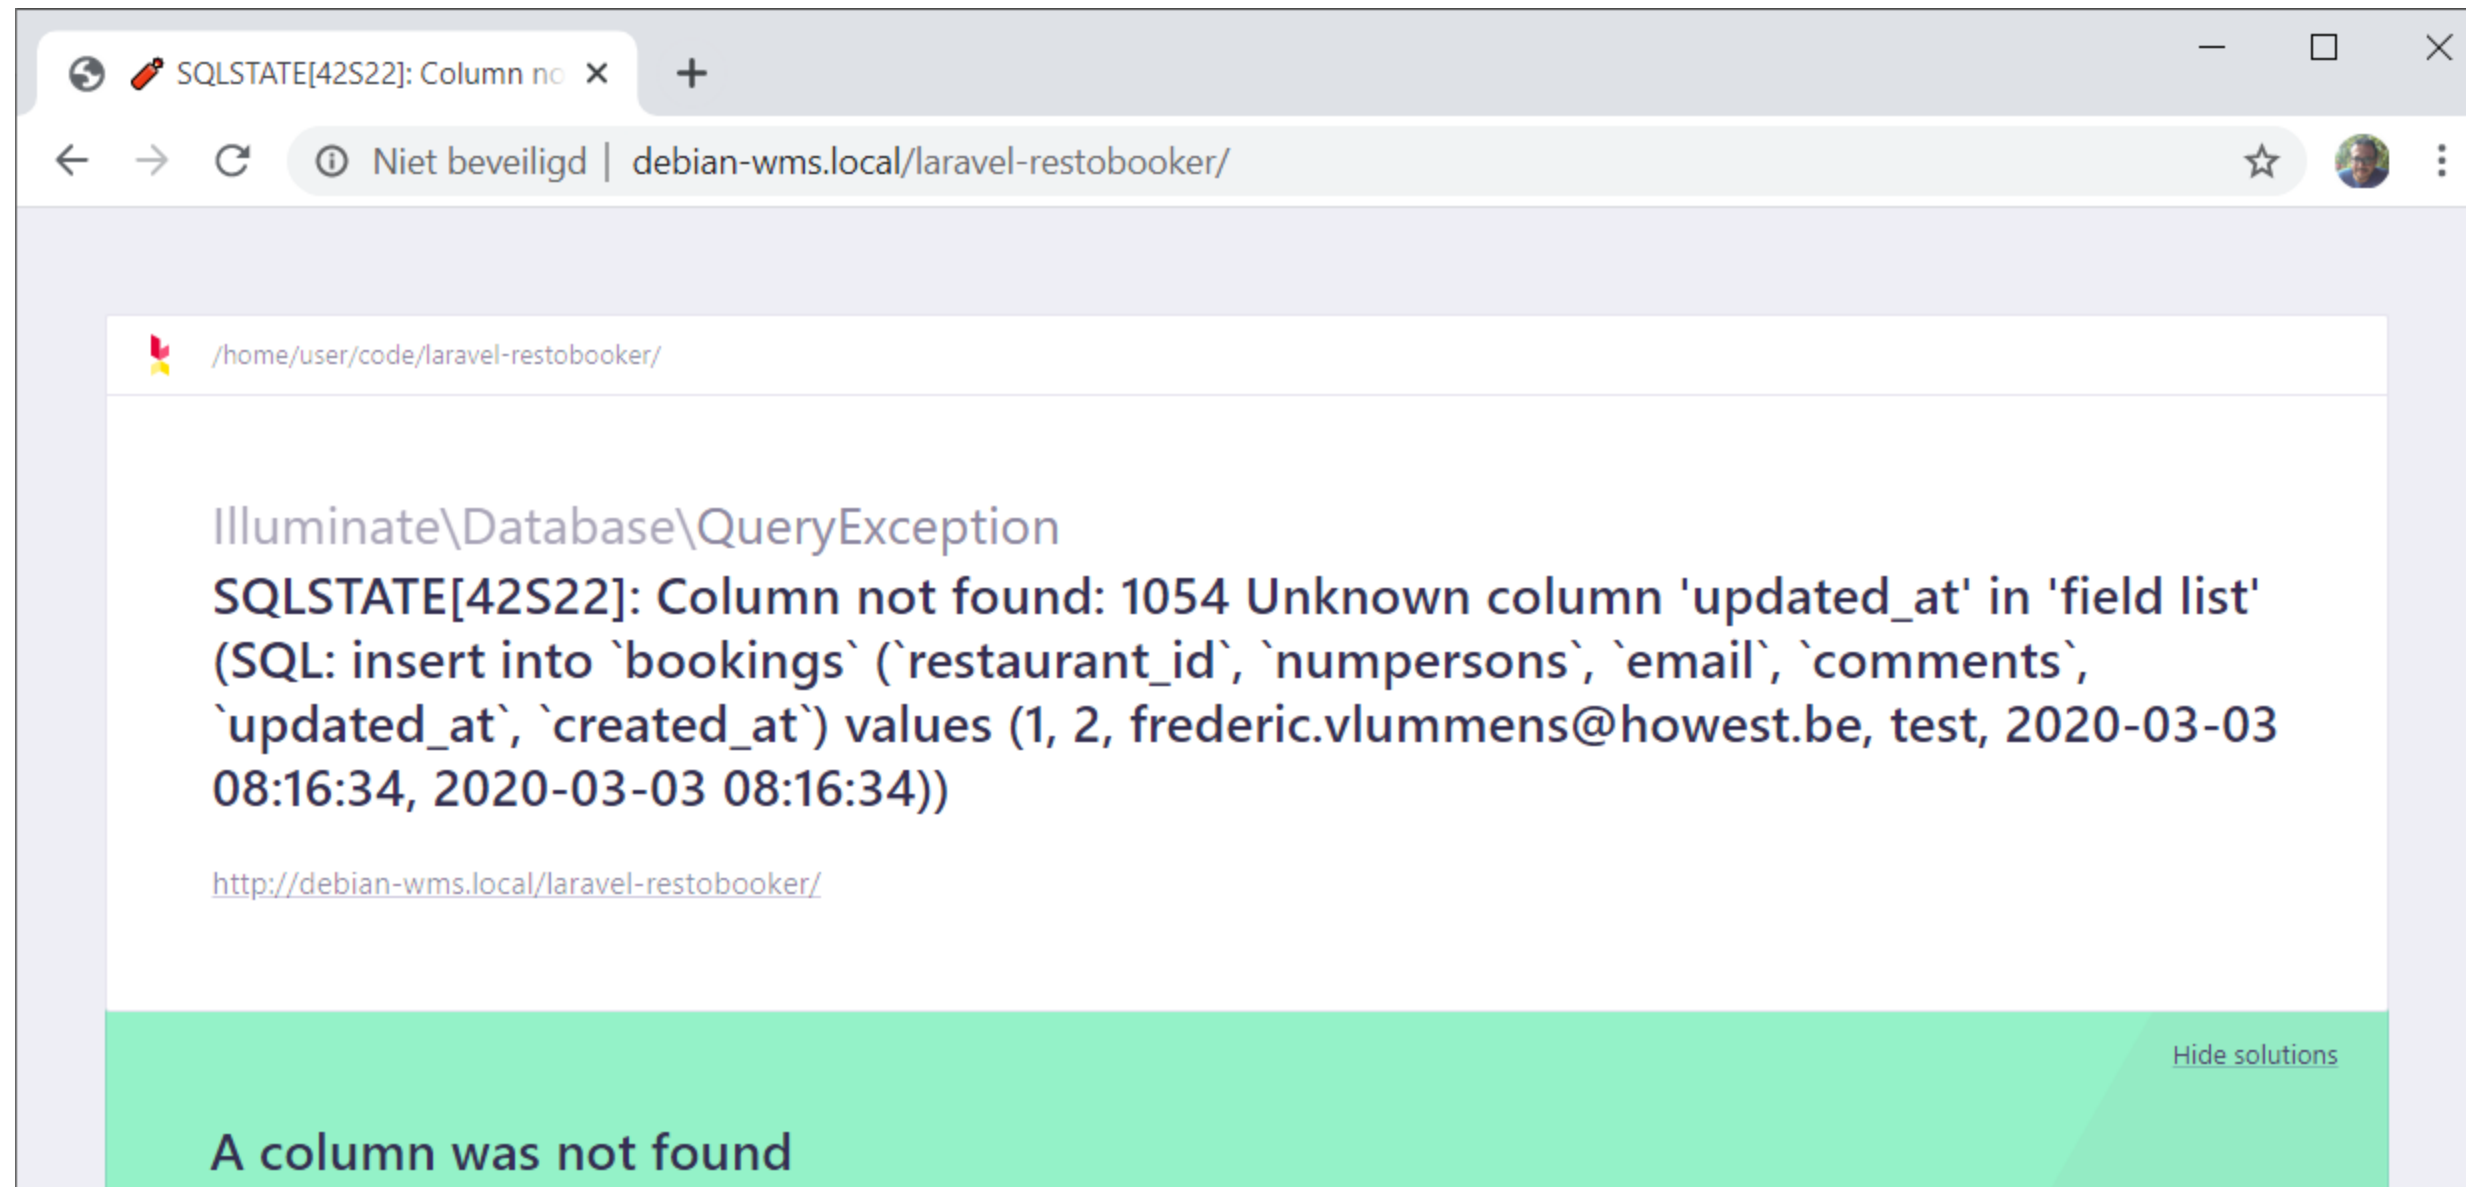 SQLSTATE[42S22]: Column no
Niet beveiligd | debian-wms.local/laravel-restobooker/
/home/user/code/laravel-restobooker/
Illuminate\Database\QueryException
SQLSTATE[42S22]: Column not found: 1054 Unknown column 'updated_at' in 'field list'
(SQL: insert into `bookings` (`restaurant_id`, `numpersons`, `email`, `comments`,
`updated_at`, `created_at`) values (1, 2, frederic.vlummens@howest.be, test, 2020-03-03
08:16:34, 2020-03-03 08:16:34))
http://debian-wms.local/laravel-restobooker/
Hide solutions
A column was not found